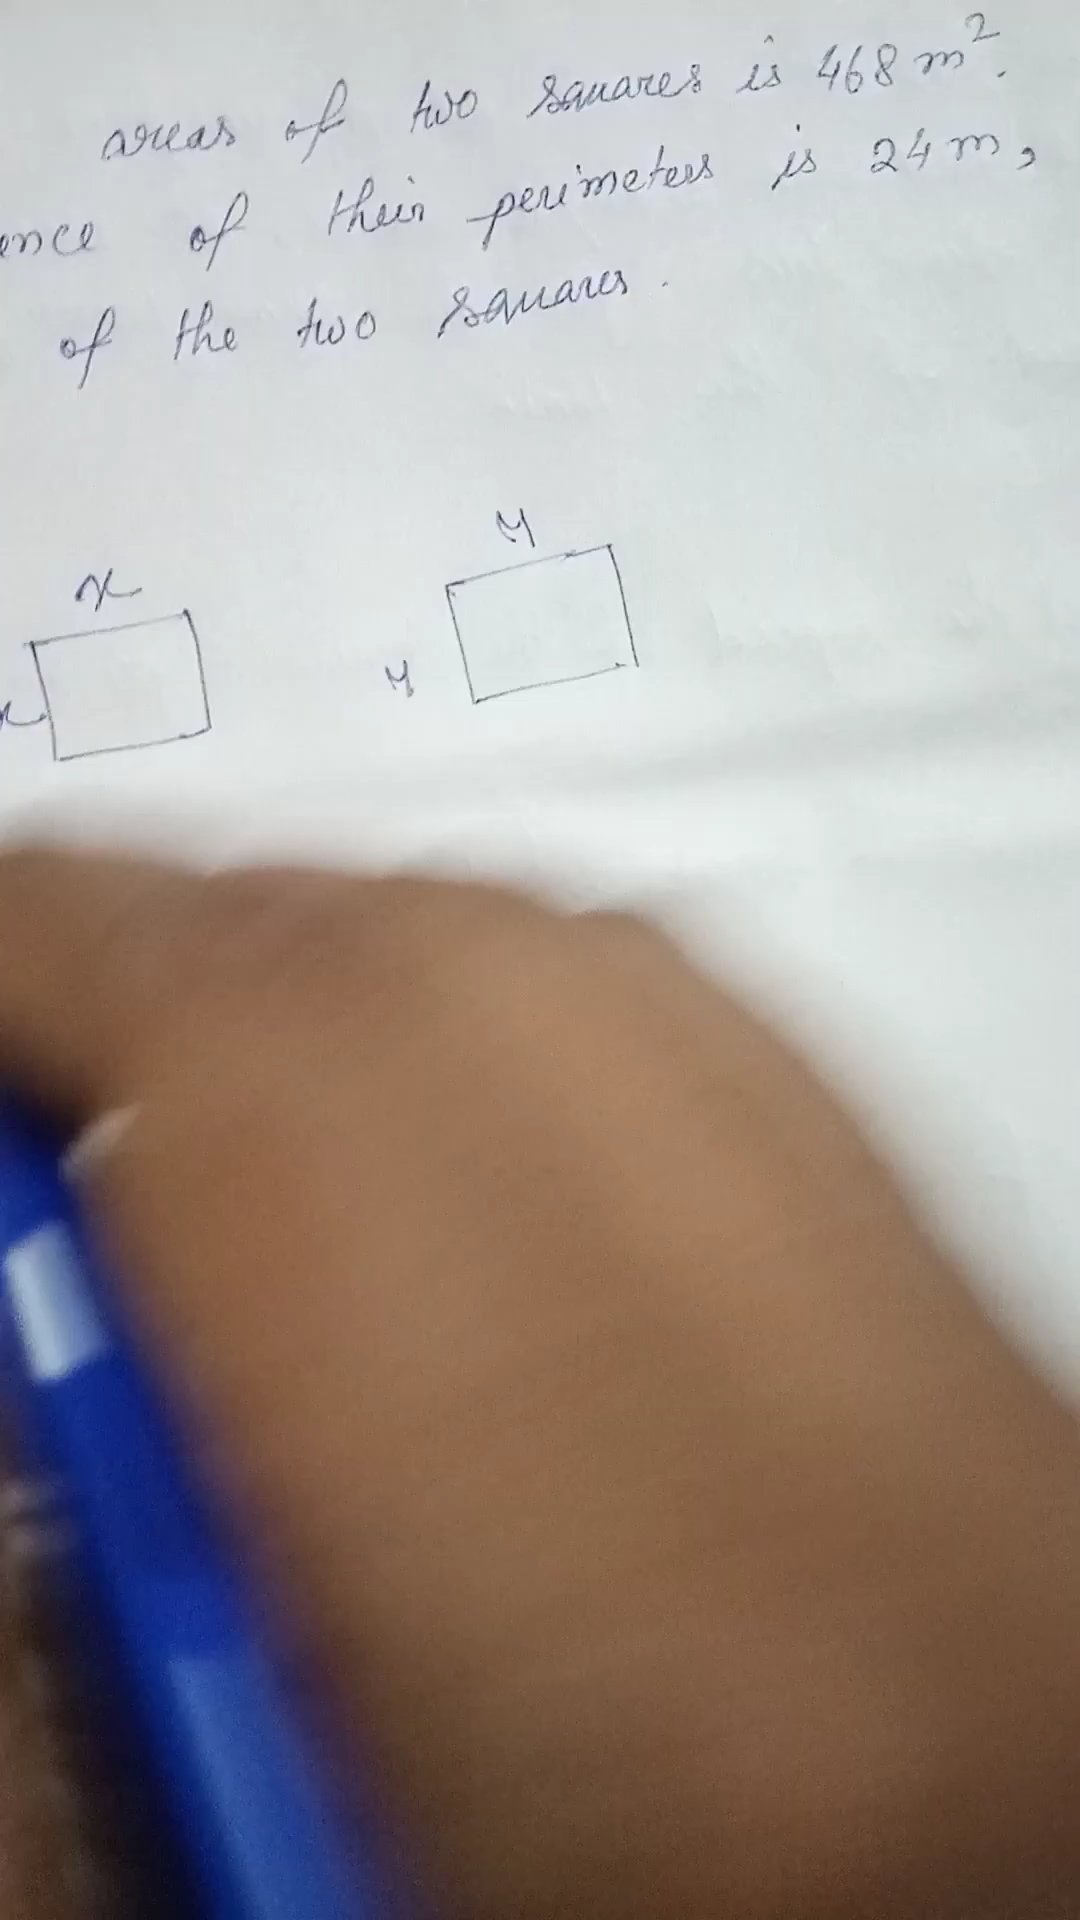 areas of two squares is 468 m².
ence of their perimeters is 24 m,
of the two squares.
x y
x y